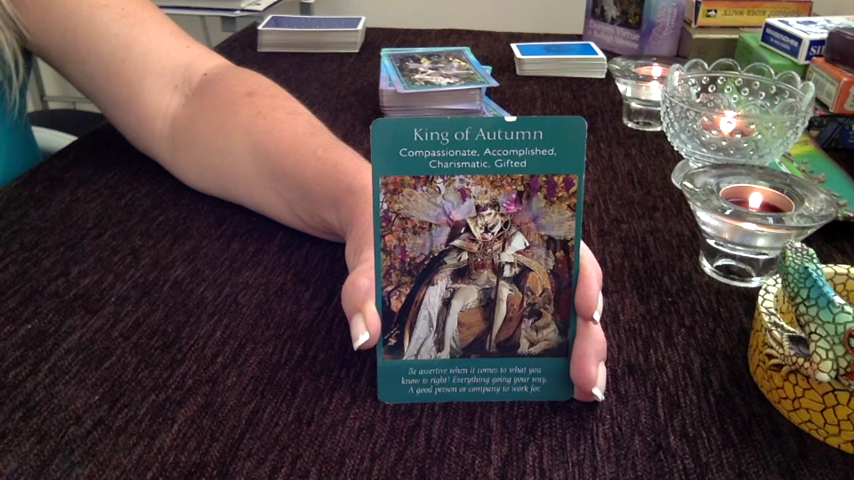 King of Autumn
Compassionate, Accomplished,
Charismatic, Gifted
Be assertive when it comes to what you
know is right! Everything going your way.
A good person or company to work for.